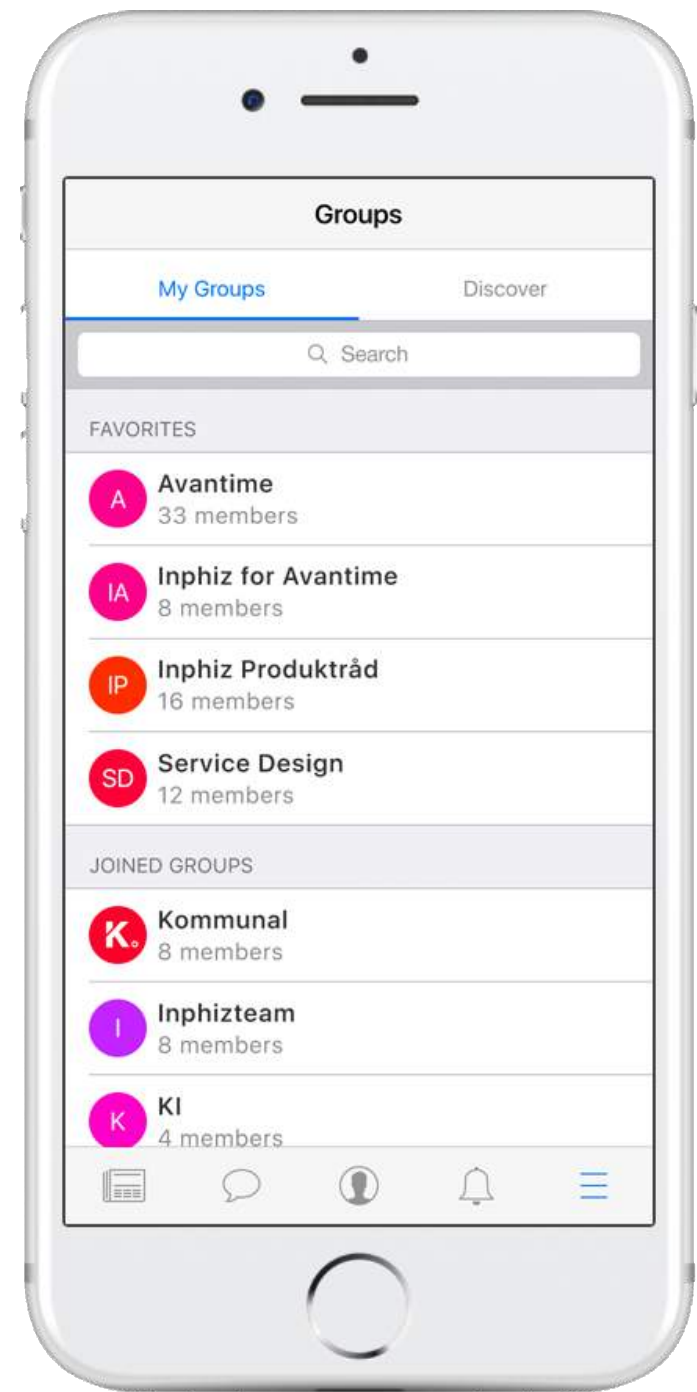 Groups
My Groups
Discover
Search
FAVORITES
A
Avantime
33 members
IA
Inphiz for Avantime
8 members
IP
Inphiz Produktråd
16 members
SD
Service Design
12 members
JOINED GROUPS
K.
Kommunal
8 members
I
Inphizteam
8 members
K
KI
4 members